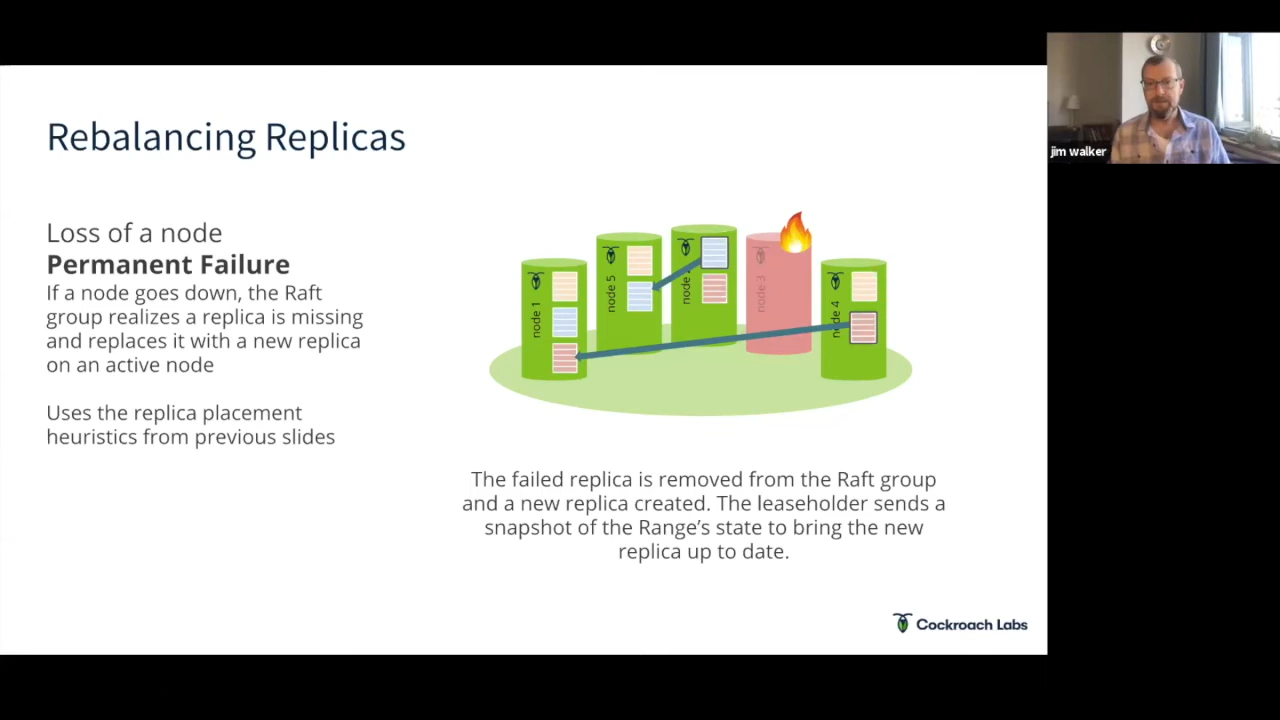 Rebalancing Replicas
Loss of a node
Permanent Failure
If a node goes down, the Raft
group realizes a replica is missing
and replaces it with a new replica
on an active node
Uses the replica placement
heuristics from previous slides
node 1
node 5
node
node 3
node 4
The failed replica is removed from the Raft group
and a new replica created. The leaseholder sends a
snapshot of the Range's state to bring the new
replica up to date.
Cockroach Labs
jim walker